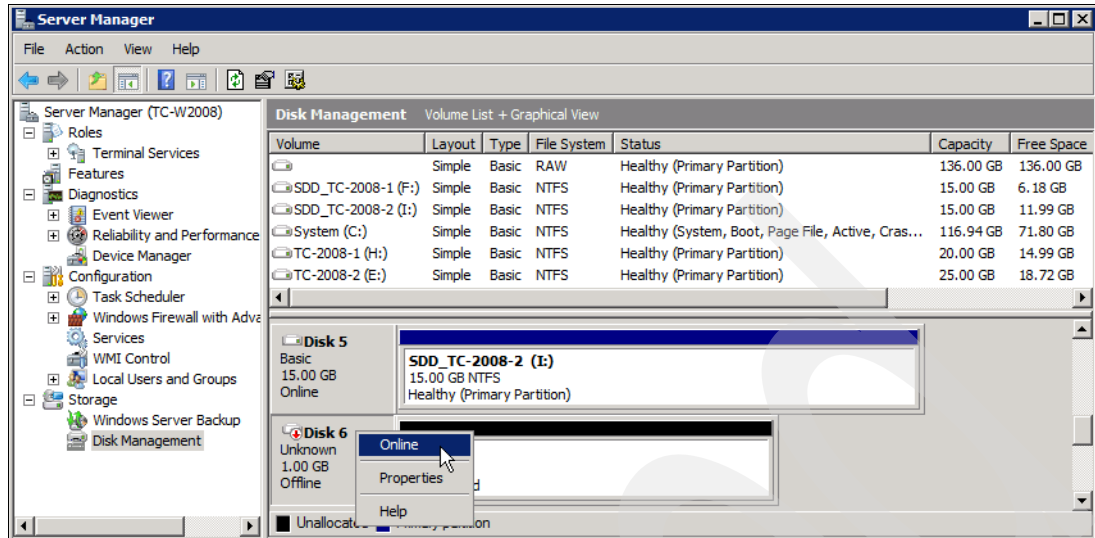 Server Manager
File Action View Help
Server Manager (TC-W2008)
Roles
Terminal Services
Features
Diagnostics
Event Viewer
Reliability and Performance
Device Manager
Configuration
Task Scheduler
Windows Firewall with Adva
Services
WMI Control
Local Users and Groups
Storage
Windows Server Backup
Disk Management
Disk Management Volume List + Graphical View
Volume Layout Type File System Status Capacity Free Space
Simple Basic RAW Healthy (Primary Partition) 136.00 GB 136.00 GB
SDD_TC-2008-1 (F:) Simple Basic NTFS Healthy (Primary Partition) 15.00 GB 6.18 GB
SDD_TC-2008-2 (I:) Simple Basic NTFS Healthy (Primary Partition) 15.00 GB 11.99 GB
System (C:) Simple Basic NTFS Healthy (System, Boot, Page File, Active, Cras... 116.94 GB 71.80 GB
TC-2008-1 (H:) Simple Basic NTFS Healthy (Primary Partition) 20.00 GB 14.99 GB
TC-2008-2 (E:) Simple Basic NTFS Healthy (Primary Partition) 25.00 GB 18.72 GB
Disk 5
Basic
15.00 GB
Online
SDD_TC-2008-2 (I:)
15.00 GB NTFS
Healthy (Primary Partition)
Disk 6
Unknown
1.00 GB
Offline
Online
Properties
Help